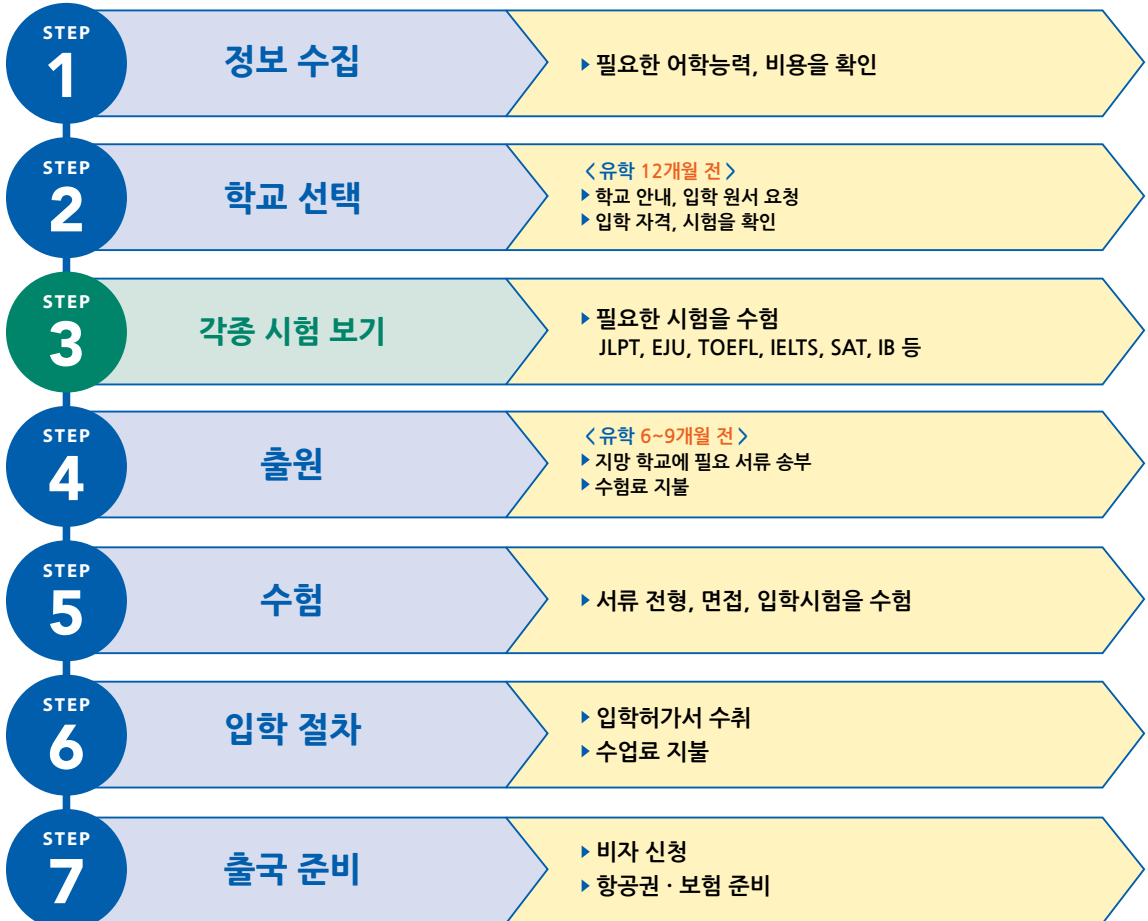 STEP
1
정보 수집
▶ 필요한 어학능력, 비용을 확인
STEP
2
학교 선택
<유학 12개월 전>
▶ 학교 안내, 입학 원서 요청
▶ 입학 자격, 시험을 확인
STEP
3
각종 시험 보기
▶ 필요한 시험을 수험
JLPT, EJU, TOEFL, IELTS, SAT, IB 등
STEP
4
출원
<유학 6~9개월 전>
▶ 지망 학교에 필요 서류 송부
▶ 수험료 지불
STEP
5
수험
▶ 서류 전형, 면접, 입학시험을 수험
STEP
6
입학 절차
▶ 입학허가서 수취
▶ 수업료 지불
STEP
7
출국 준비
▶ 비자 신청
▶ 항공권 · 보험 준비